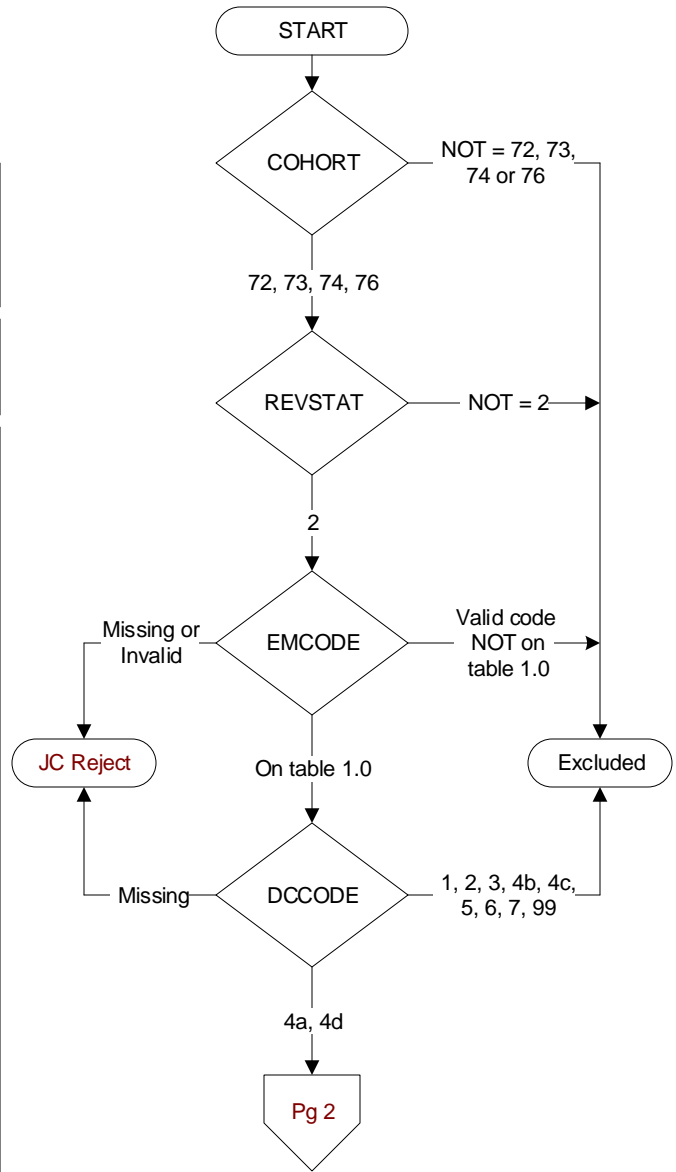 START
COHORT
NOT = 72, 73,
74 or 76
72, 73, 74, 76
REVSTAT
NOT = 2
2
Missing or
Invalid
EMCODE
Valid code
NOT on
table 1.0
JC Reject
On table 1.0
Excluded
Missing
DCCODE
1, 2, 3, 4b, 4c,
5, 6, 7, 99
4a, 4d
Pg 2